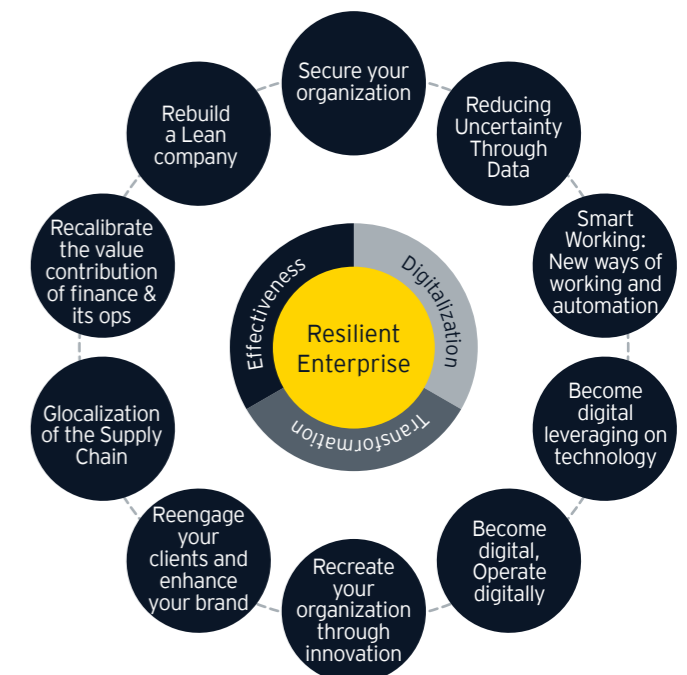 Secure your
organization
Reducing
Uncertainty
Through
Data
Smart
Working:
New ways of
working and
automation
Become
digital
leveraging on
technology
Become
digital,
Operate
digitally
Recreate
your
organization
through
innovation
Reengage
your
clients and
enhance
your brand
Glocalization
of the Supply
Chain
Recalibrate
the value
contribution
of finance &
its ops
Rebuild
a Lean
company
Effectiveness
Digitalization
Transformation
Resilient
Enterprise